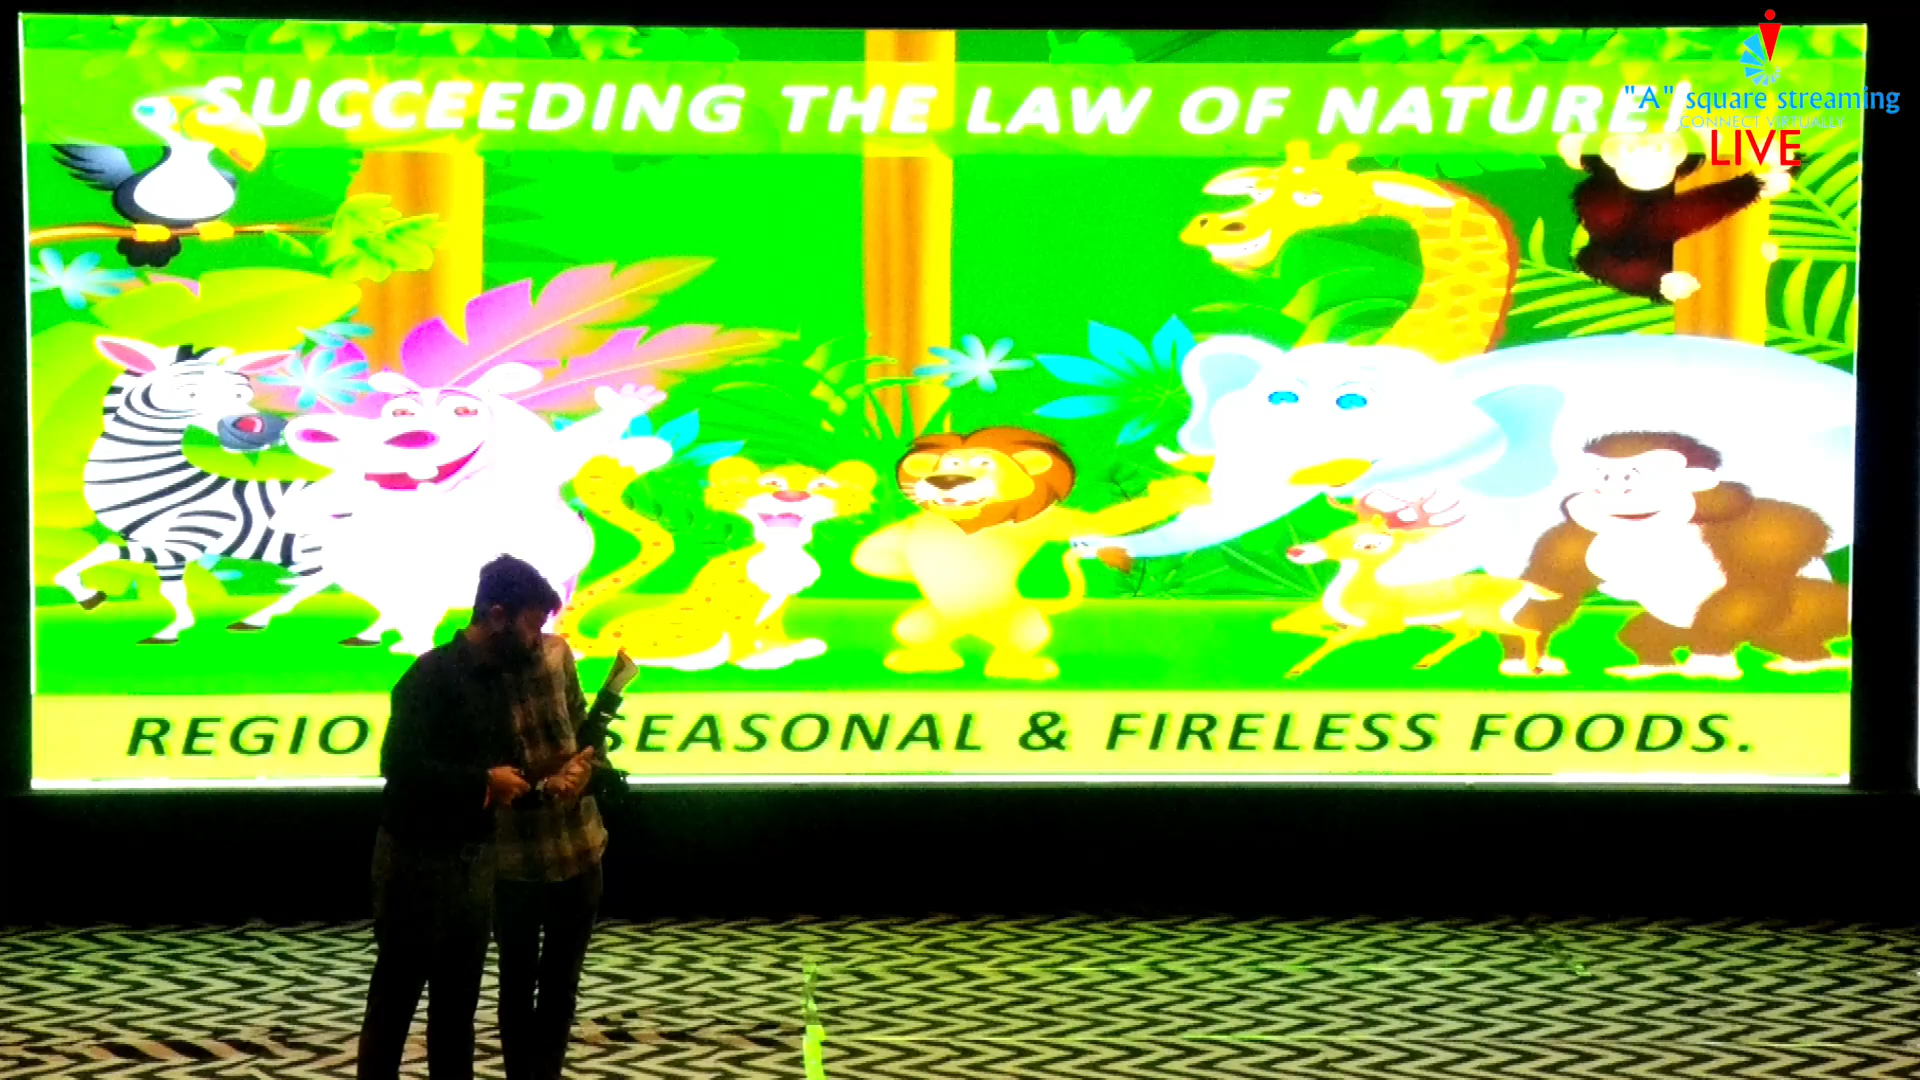 SUCCEEDING THE LAW OF NATURE
"A" square streaming
CONNECT VIRTUALLY
LIVE
SEASONAL & FIRELESS FOODS.